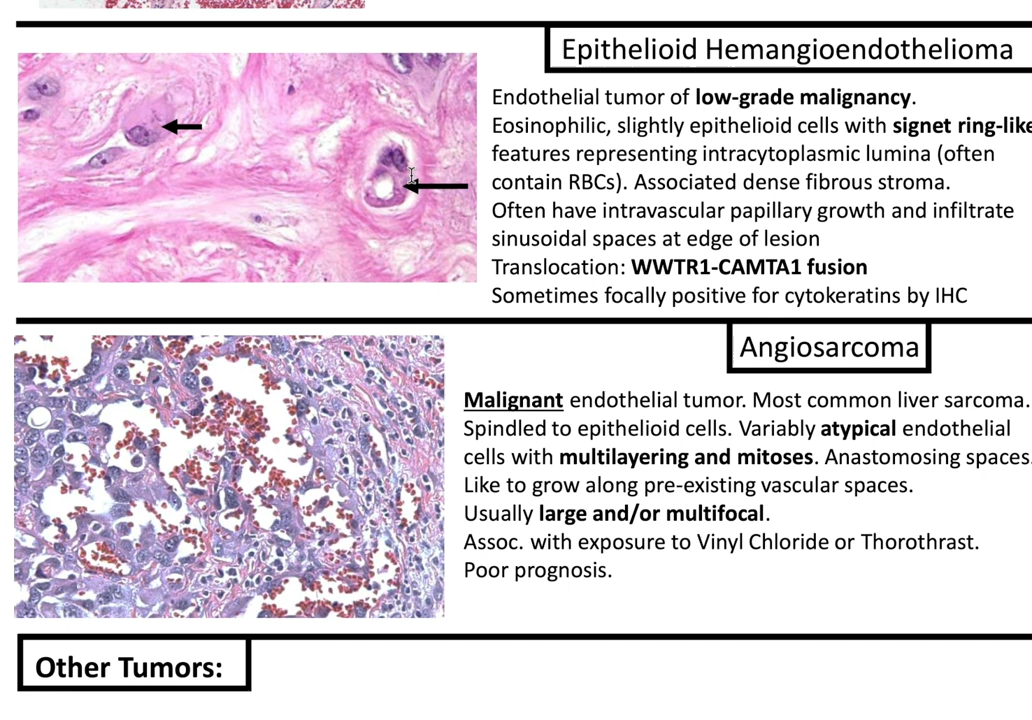 Epithelioid Hemangioendothelioma
Endothelial tumor of low-grade malignancy.
Eosinophilic, slightly epithelioid cells with signet ring-like
features representing intracytoplasmic lumina (often
contain RBCs). Associated dense fibrous stroma.
Often have intravascular papillary growth and infiltrate
sinusoidal spaces at edge of lesion
Translocation: WWTR1-CAMTA1 fusion
Sometimes focally positive for cytokeratins by IHC
Angiosarcoma
Malignant endothelial tumor. Most common liver sarcoma.
Spindled to epithelioid cells. Variably atypical endothelial
cells with multilayering and mitoses. Anastomosing spaces.
Like to grow along pre-existing vascular spaces.
Usually large and/or multifocal.
Assoc. with exposure to Vinyl Chloride or Thorothrast.
Poor prognosis.
Other Tumors: